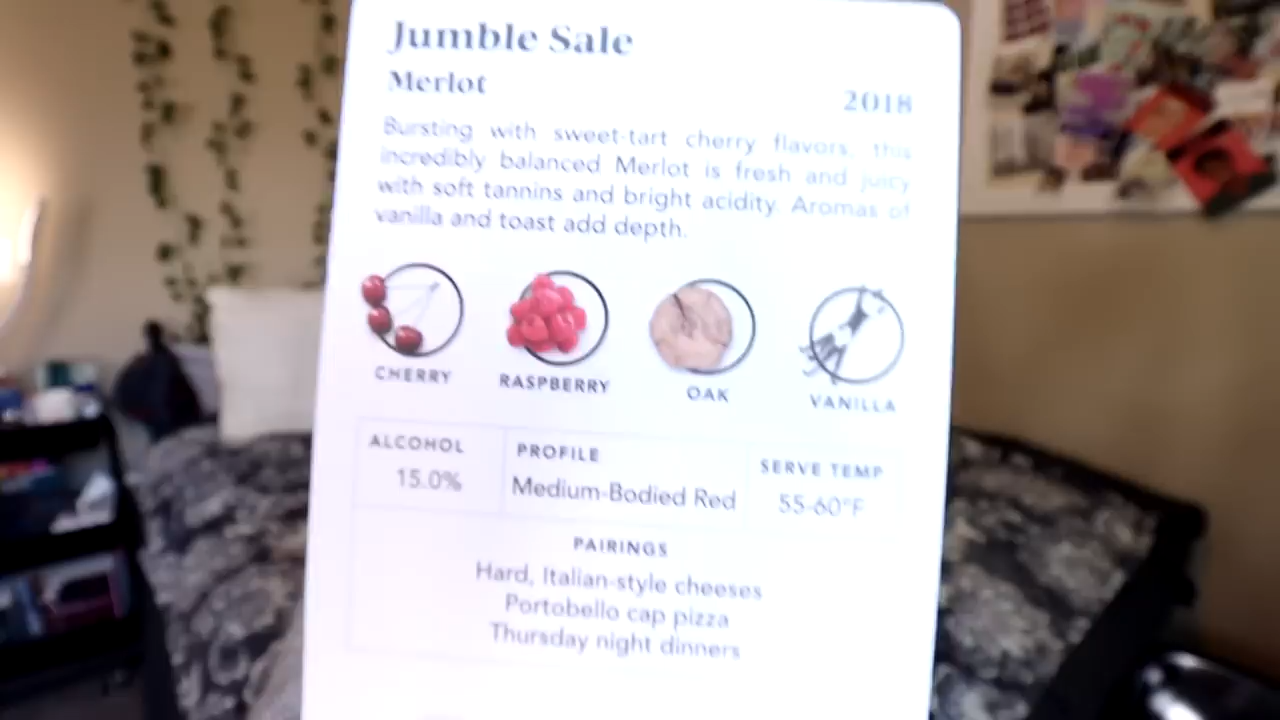 Jumble Sale
Merlot
2018
Bursting with sweet-tart cherry flavors, this
incredibly balanced Merlot is fresh and juicy
with soft tannins and bright acidity. Aromas of
vanilla and toast add depth.
CHERRY
RASPBERRY
OAK
VANILLA
ALCOHOL
15.0%
PROFILE
Medium-Bodied Red
SERVE TEMP
55-60°F
PAIRINGS
Hard, Italian-style cheeses
Portobello cap pizza
Thursday night dinners